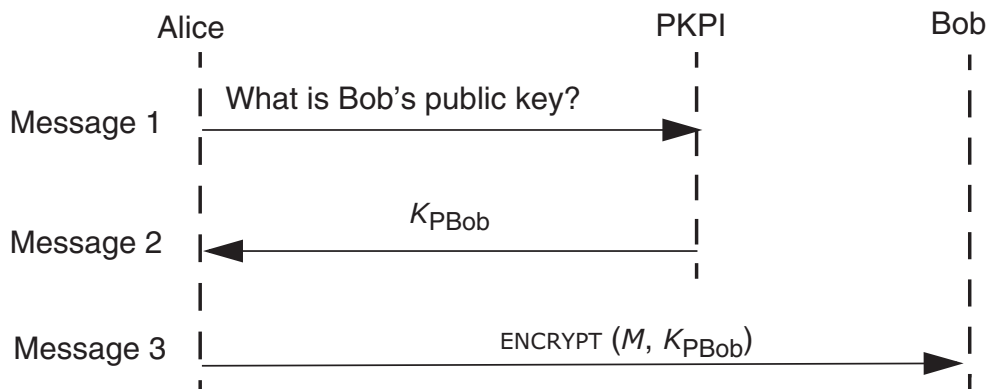 Alice PKPI Bob
Message 1 What is Bob's public key?
Message 2 KPBob
Message 3 ENCRYPT (M, KPBob)